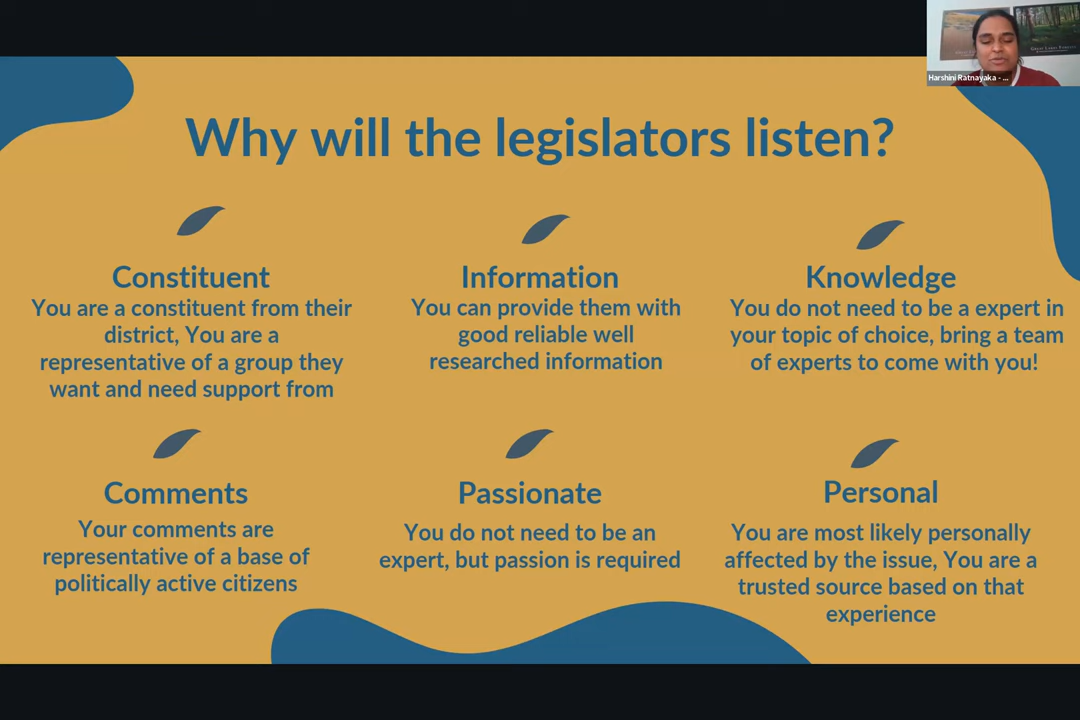 Harshini Ratnayaka - ...
Why will the legislators listen?
Constituent
You are a constituent from their
district, You are a
representative of a group they
want and need support from
Information
You can provide them with
good reliable well
researched information
Knowledge
You do not need to be a expert in
your topic of choice, bring a team
of experts to come with you!
Comments
Your comments are
representative of a base of
politically active citizens
Passionate
You do not need to be an
expert, but passion is required
Personal
You are most likely personally
affected by the issue, You are a
trusted source based on that
experience